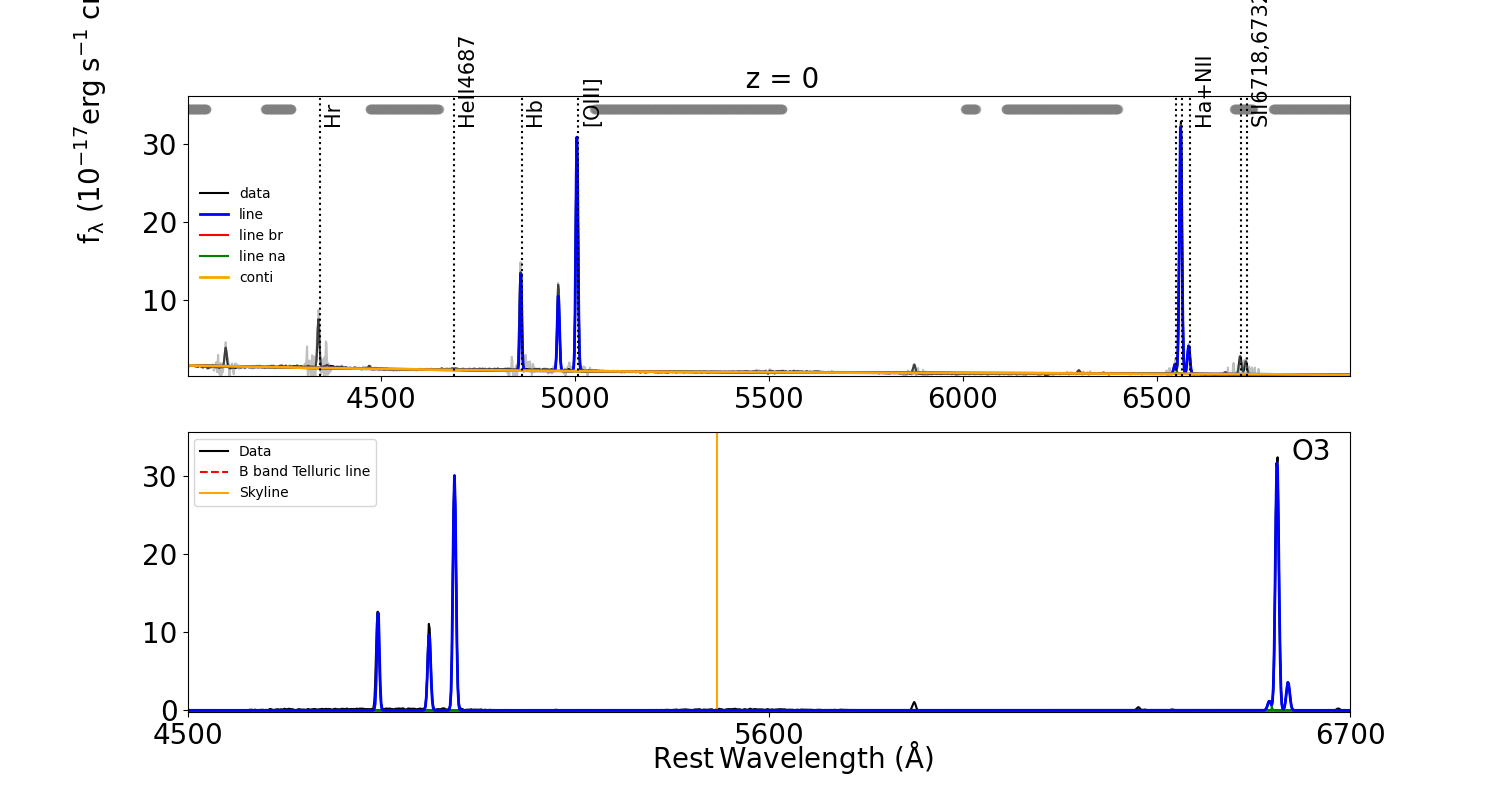 z = 0
f_λ (10^−17 erg s^−1
Hr
HeII4687
Hb
[OIII]
Ha+NII
SII6718,6732
30
20
10
data
line
line br
line na
conti
4500 5000 5500 6000 6500
Data
B band Telluric line
Skyline
O3
30
20
10
0
4500 5600 6700
Rest Wavelength (Å)